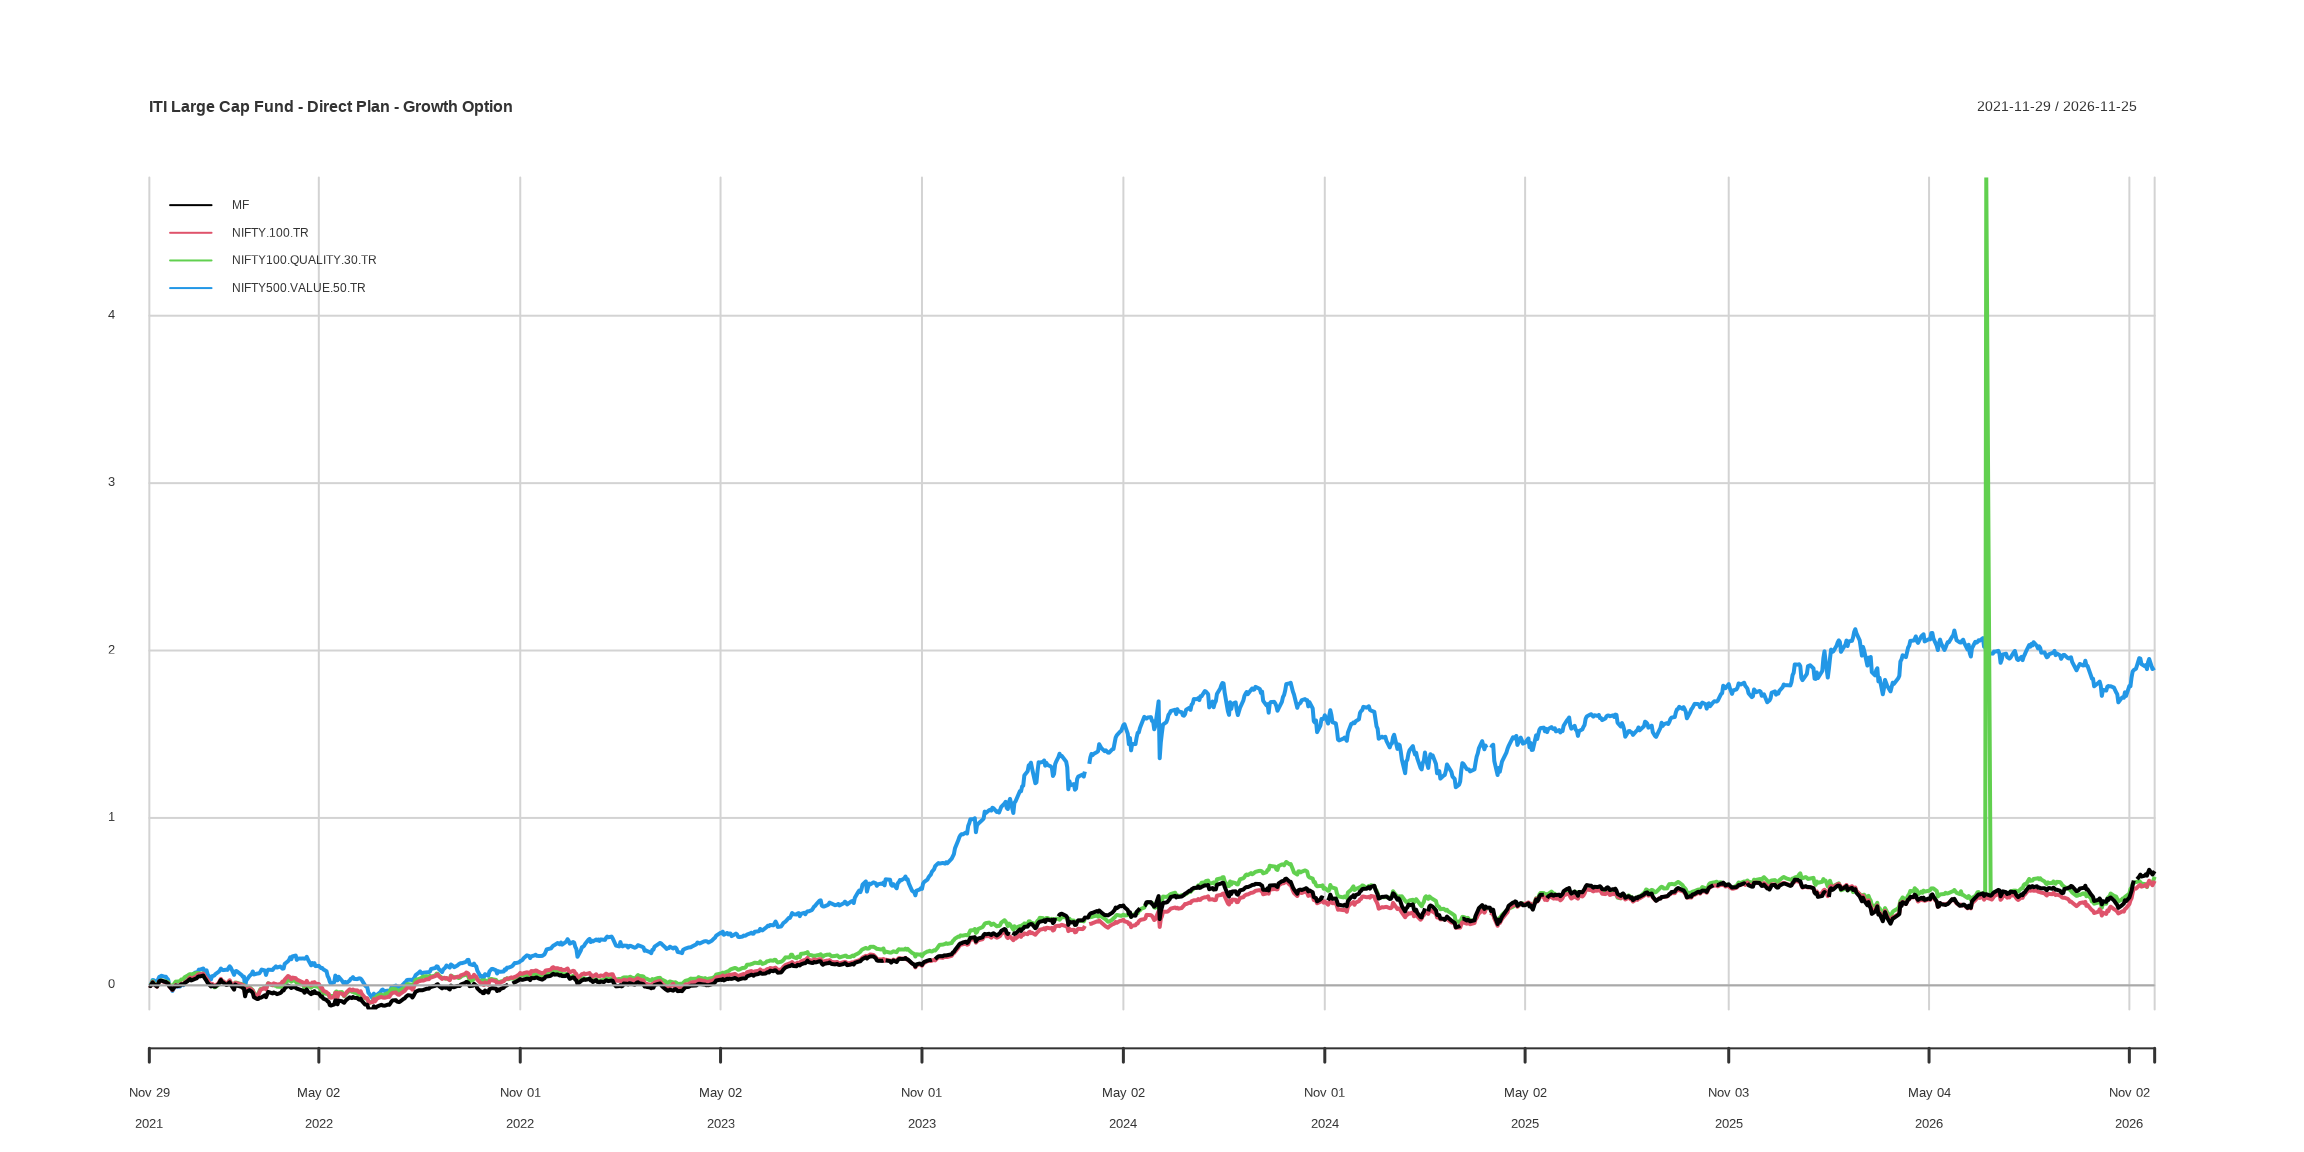 ITI Large Cap Fund - Direct Plan - Growth Option
2021-11-29 / 2026-11-25
MF
NIFTY.100.TR
NIFTY100.QUALITY.30.TR
NIFTY500.VALUE.50.TR
4
3
2
1
0
Nov 29 May 02 Nov 01 May 02 Nov 01 May 02 Nov 01 May 02 Nov 03 May 04 Nov 02
2021 2022 2022 2023 2023 2024 2024 2025 2025 2026 2026